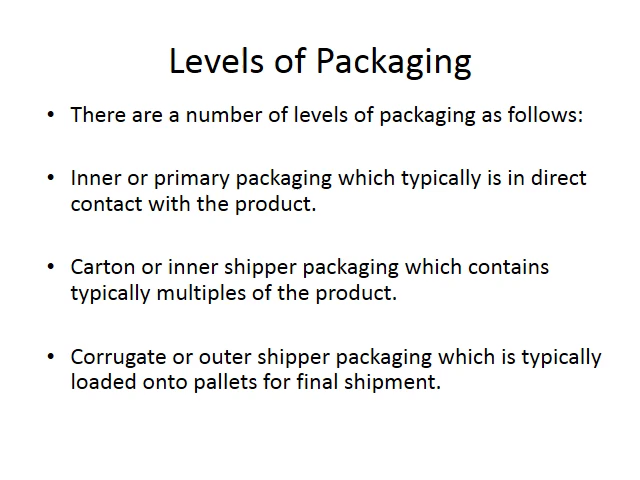 Levels of Packaging
• There are a number of levels of packaging as follows:
• Inner or primary packaging which typically is in direct
contact with the product.
• Carton or inner shipper packaging which contains
typically multiples of the product.
• Corrugate or outer shipper packaging which is typically
loaded onto pallets for final shipment.